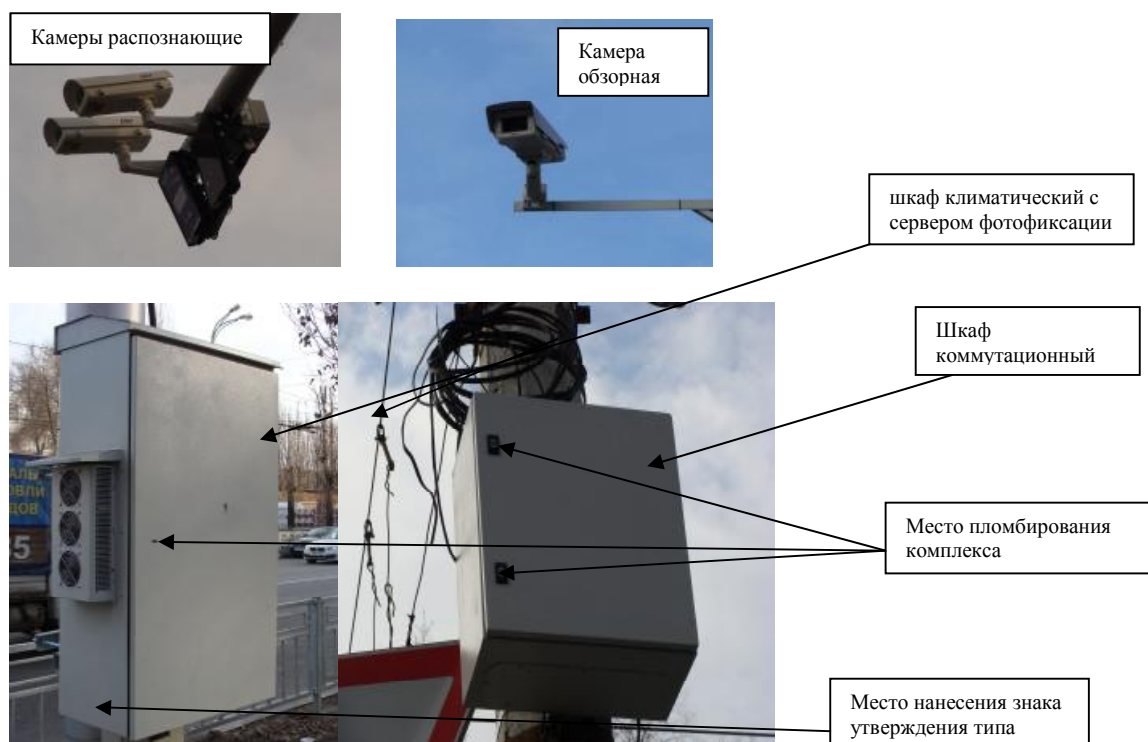 Камеры распознающие
Камера
обзорная
шкаф климатический с
сервером фотофиксации
Шкаф
коммутационный
Место пломбирования
комплекса
Место нанесения знака
утверждения типа